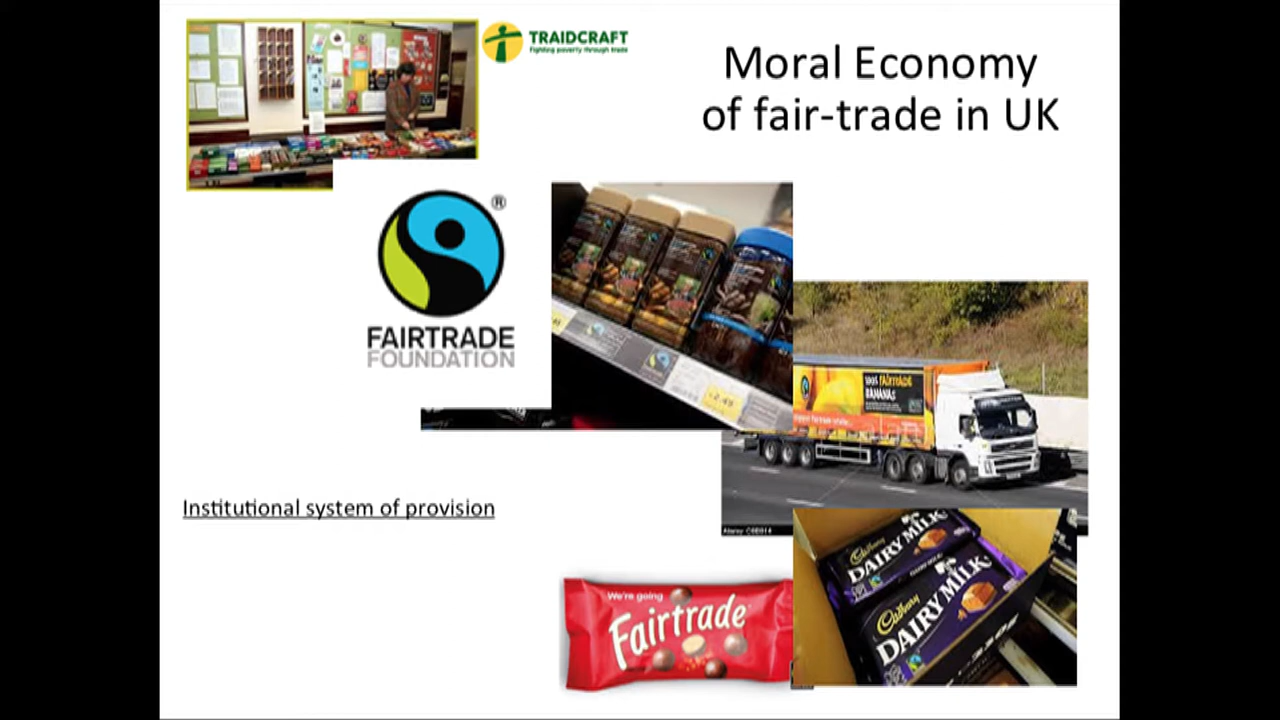 TRAIDCRAFT
Fighting poverty through trade
Moral Economy
of fair-trade in UK
®
FAIRTRADE
FOUNDATION
100% FAIRTRADE
BANANAS
Institutional system of provision
We're going
Fairtrade
Cadbury
DAIRY MILK
Cadbury
DAIRY MILK